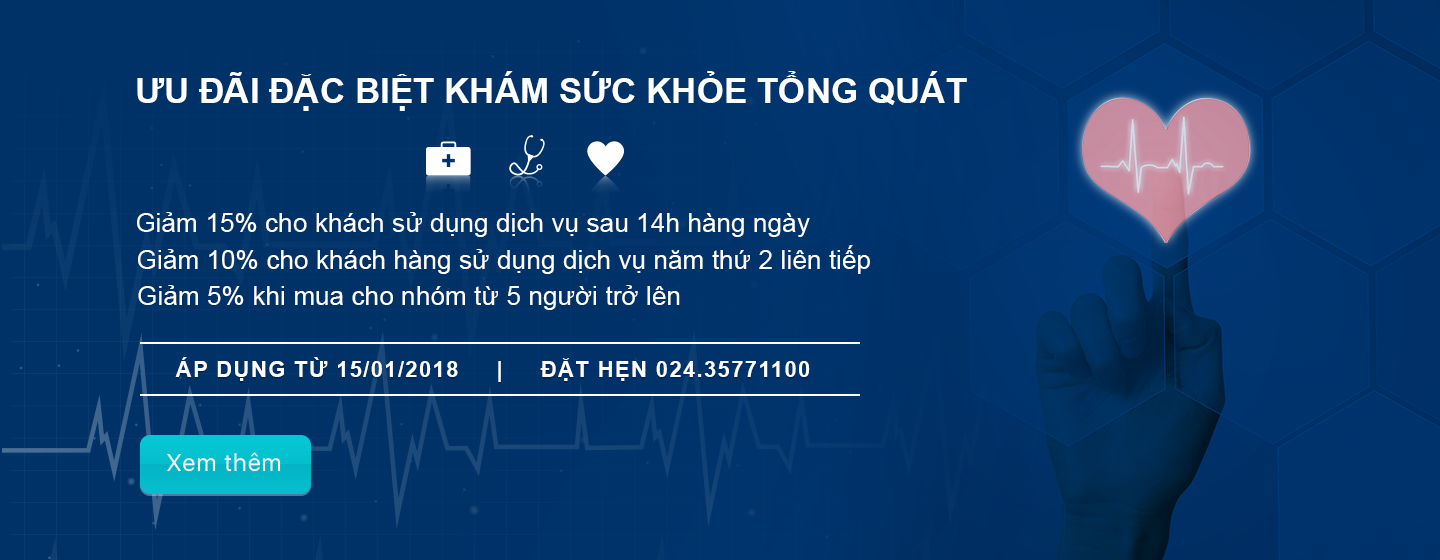 ƯU ĐÃI ĐẶC BIỆT KHÁM SỨC KHỎE TỔNG QUÁT
Giảm 15% cho khách sử dụng dịch vụ sau 14h hàng ngày
Giảm 10% cho khách hàng sử dụng dịch vụ năm thứ 2 liên tiếp
Giảm 5% khi mua cho nhóm từ 5 người trở lên
ÁP DỤNG TỪ 15/01/2018 | ĐẶT HẸN 024.35771100
Xem thêm